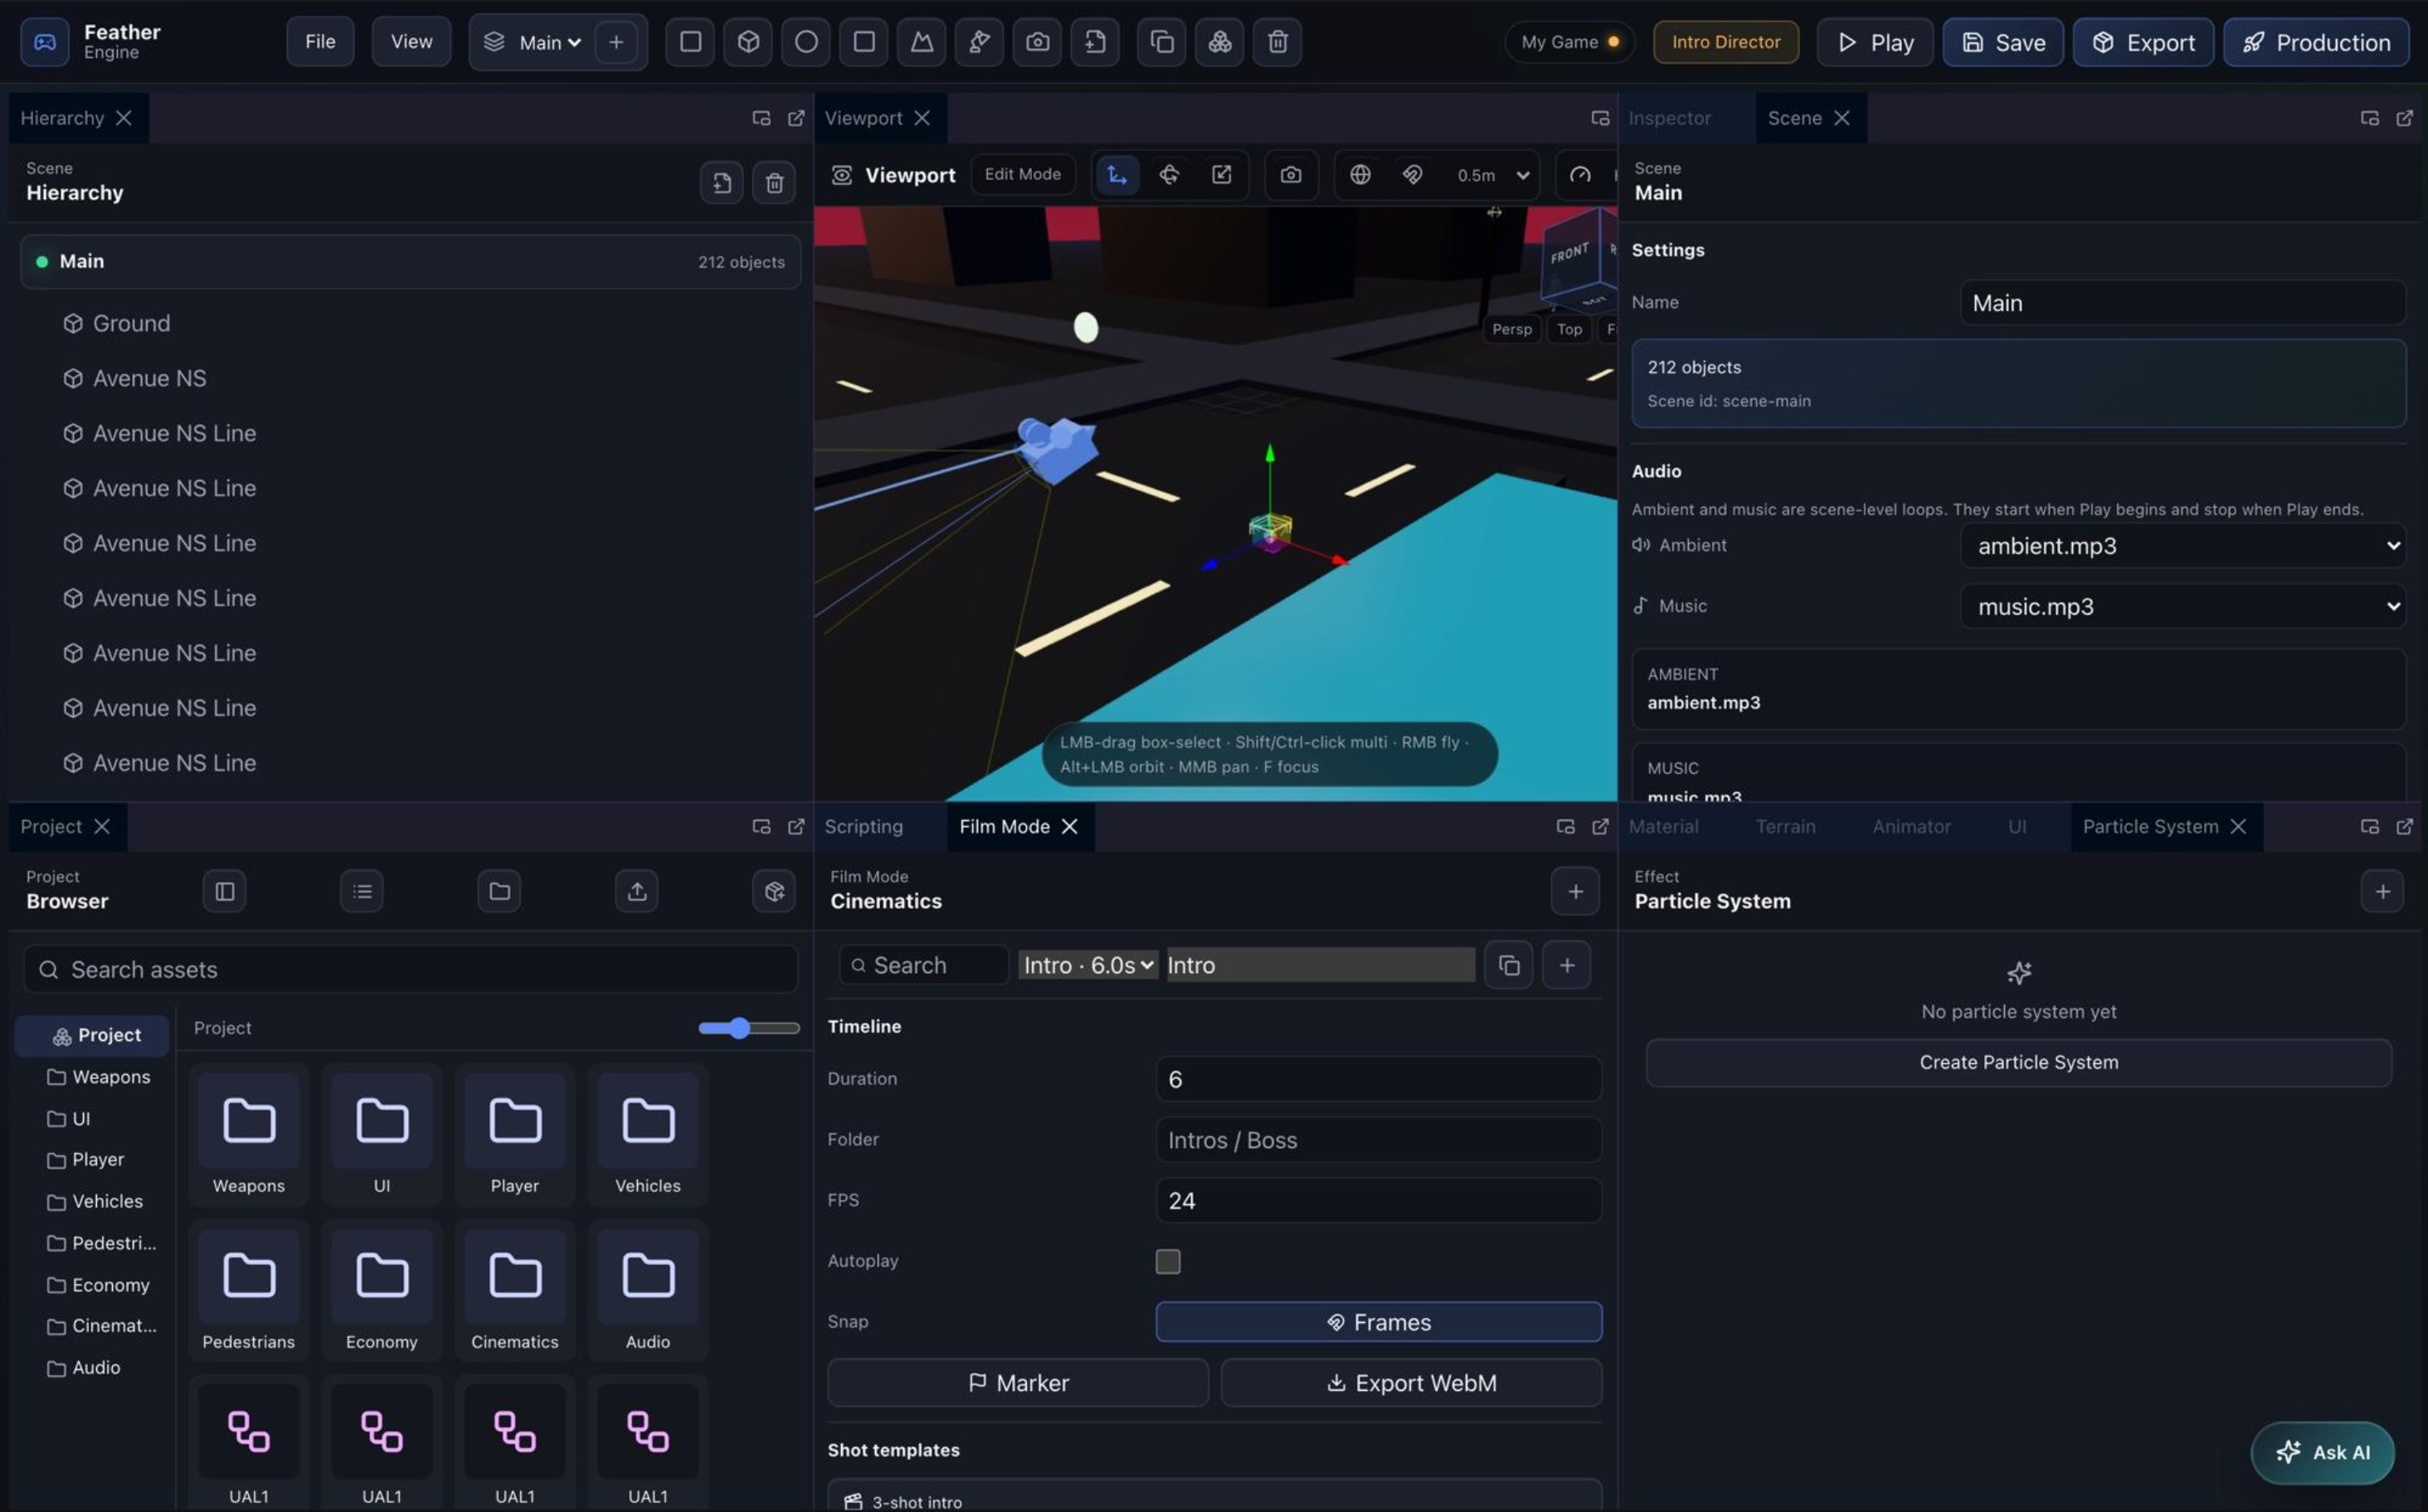 Feather
Engine
File
View
Main
My Game
Intro Director
Play
Save
Export
Production
Hierarchy
Scene
Hierarchy
Main
212 objects
Ground
Avenue NS
Avenue NS Line
Avenue NS Line
Avenue NS Line
Avenue NS Line
Avenue NS Line
Avenue NS Line
Avenue NS Line
Viewport
Viewport
Edit Mode
0.5m
FRONT
BOT
Persp
Top
LMB-drag box-select · Shift/Ctrl-click multi · RMB fly ·
Alt+LMB orbit · MMB pan · F focus
Inspector
Scene
Scene
Main
Settings
Name
Main
212 objects
Scene id: scene-main
Audio
Ambient and music are scene-level loops. They start when Play begins and stop when Play ends.
Ambient
ambient.mp3
Music
music.mp3
AMBIENT
ambient.mp3
MUSIC
music.mp3
Project
Project
Browser
Search assets
Project
Weapons
UI
Player
Vehicles
Pedestri...
Economy
Cinemat...
Audio
Project
Weapons
UI
Player
Vehicles
Pedestrians
Economy
Cinematics
Audio
UAL1
UAL1
UAL1
UAL1
Scripting
Film Mode
Film Mode
Cinematics
Search
Intro · 6.0s
Intro
Timeline
Duration
6
Folder
Intros / Boss
FPS
24
Autoplay
Snap
Frames
Marker
Export WebM
Shot templates
3-shot intro
Material
Terrain
Animator
UI
Particle System
Effect
Particle System
No particle system yet
Create Particle System
Ask AI